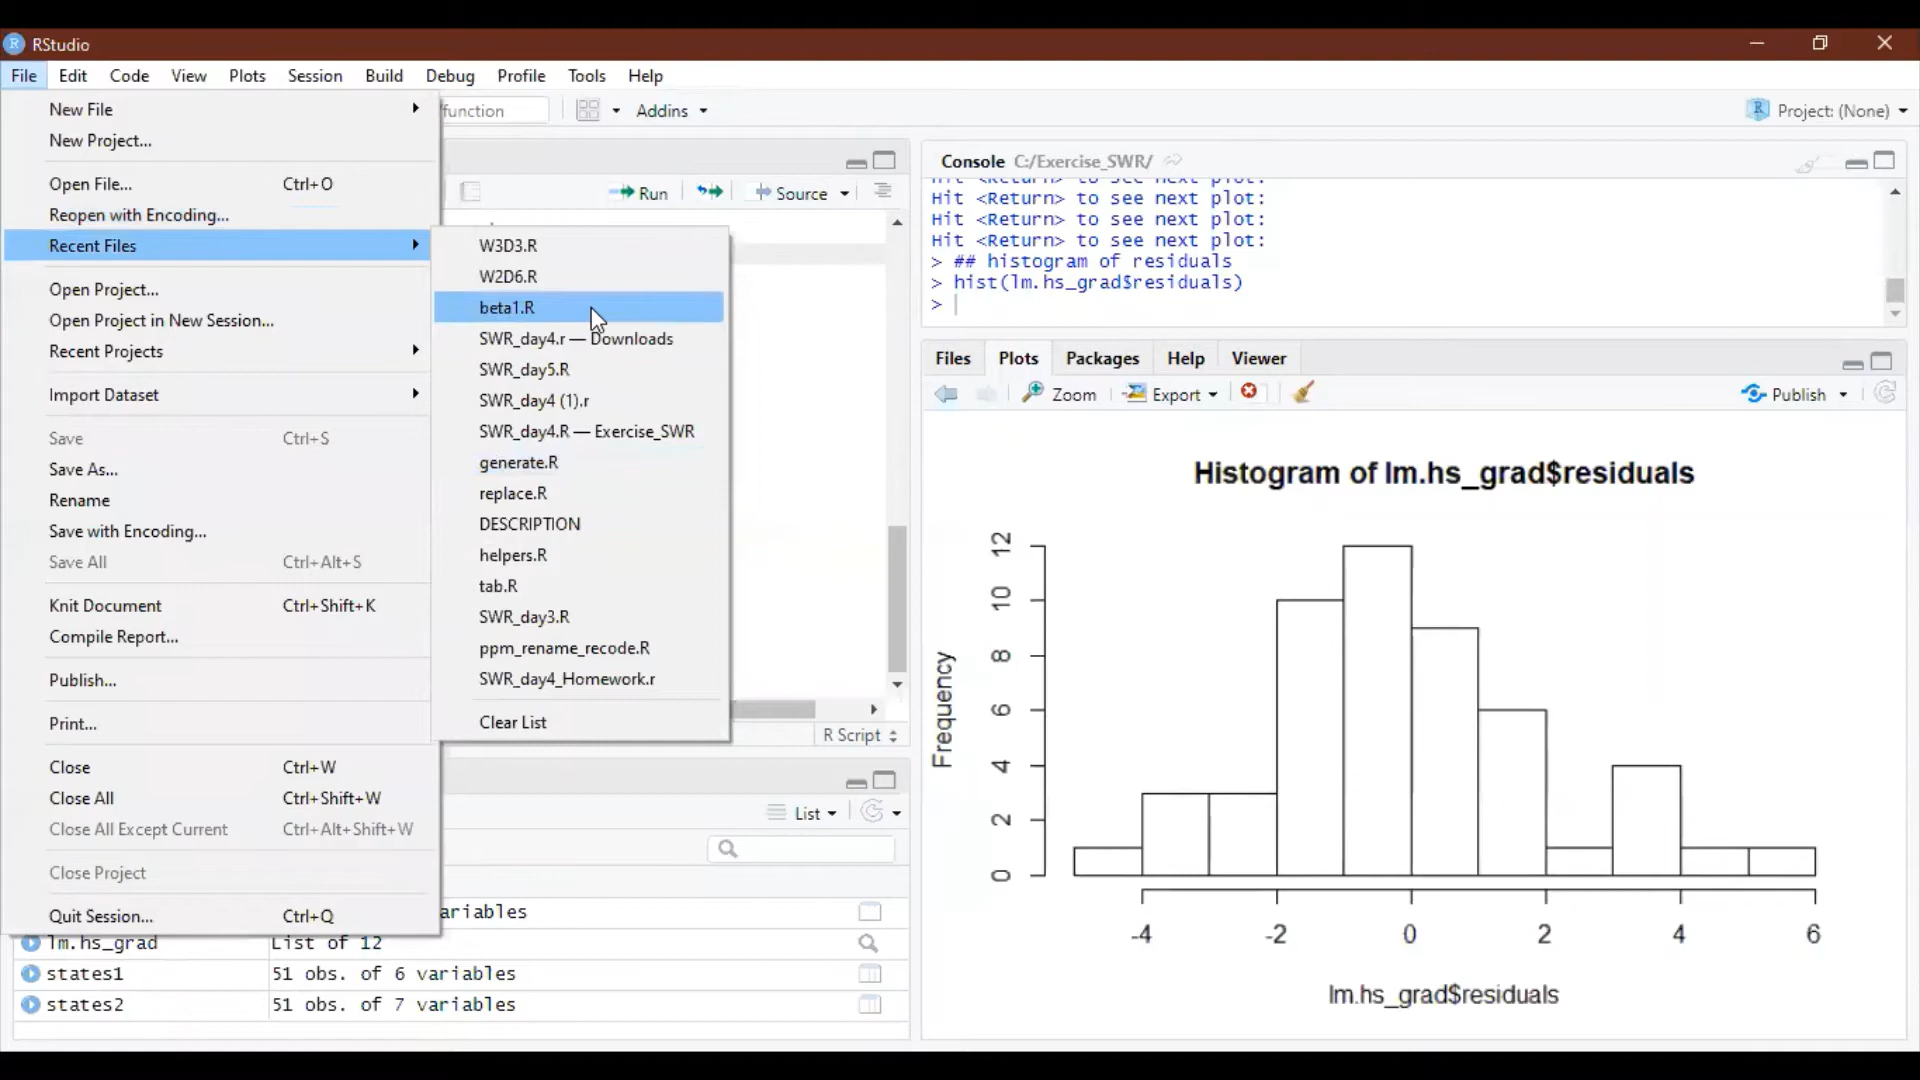 RStudio
File Edit Code View Plots Session Build Debug Profile Tools Help
function Addins Project: (None)
New File
New Project...
Open File... Ctrl+O
Reopen with Encoding...
Recent Files
Open Project...
Open Project in New Session...
Recent Projects
Import Dataset
Save Ctrl+S
Save As...
Rename
Save with Encoding...
Save All Ctrl+Alt+S
Knit Document Ctrl+Shift+K
Compile Report...
Publish...
Print...
Close Ctrl+W
Close All Ctrl+Shift+W
Close All Except Current Ctrl+Alt+Shift+W
Close Project
Quit Session... Ctrl+Q
W3D3.R
W2D6.R
beta1.R
SWR_day4.r — Downloads
SWR_day5.R
SWR_day4 (1).r
SWR_day4.R — Exercise_SWR
generate.R
replace.R
DESCRIPTION
helpers.R
tab.R
SWR_day3.R
ppm_rename_recode.R
SWR_day4_Homework.r
Clear List
Run Source
R Script
List
ariables
lm.hs_grad List of 12
states1 51 obs. of 6 variables
states2 51 obs. of 7 variables
Console C:/Exercise_SWR/
Hit <Return> to see next plot:
Hit <Return> to see next plot:
Hit <Return> to see next plot:
Hit <Return> to see next plot:
> ## histogram of residuals
> hist(lm.hs_grad$residuals)
>
Files Plots Packages Help Viewer
Zoom Export Publish
Histogram of lm.hs_grad$residuals
Frequency
12
10
8
6
4
2
0
-4 -2 0 2 4 6
lm.hs_grad$residuals